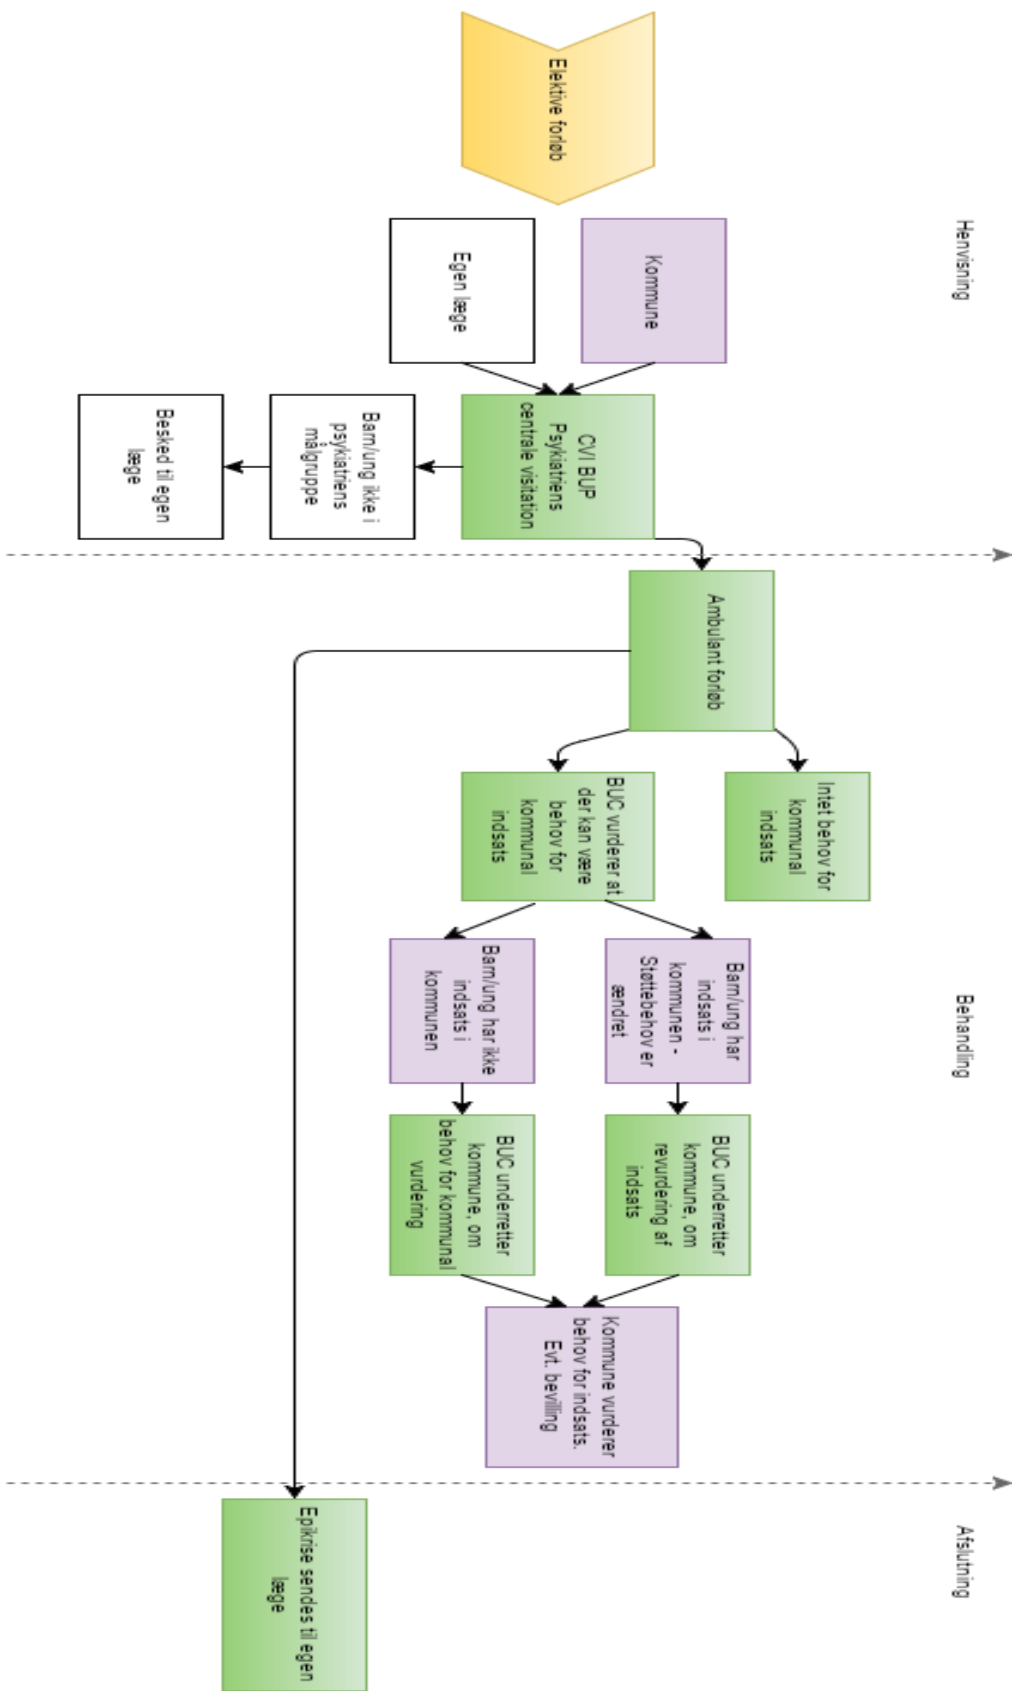 Henvisning
Behandling
Afslutning
Elektive forløb
Kommune
Egen læge
CVI BUP
Psykiatriens
centrale visitation
Barn/ung ikke i
psykiatriens
målgruppe
Besked til egen
læge
Ambulant forløb
Intet behov for
kommunal
indsats
BUC vurderer at
der kan være
behov for
kommunal
indsats
Barn/ung har
indsats i
kommunen -
Støttebehov er
ændret
Barn/ung har ikke
indsats i
kommunen
BUC underretter
kommune, om
revurdering af
indsats
BUC underretter
kommune, om
behov for kommunal
vurdering
Kommune vurderer
behov for indsats.
Evt. bevilling
Epikrise sendes til egen
læge